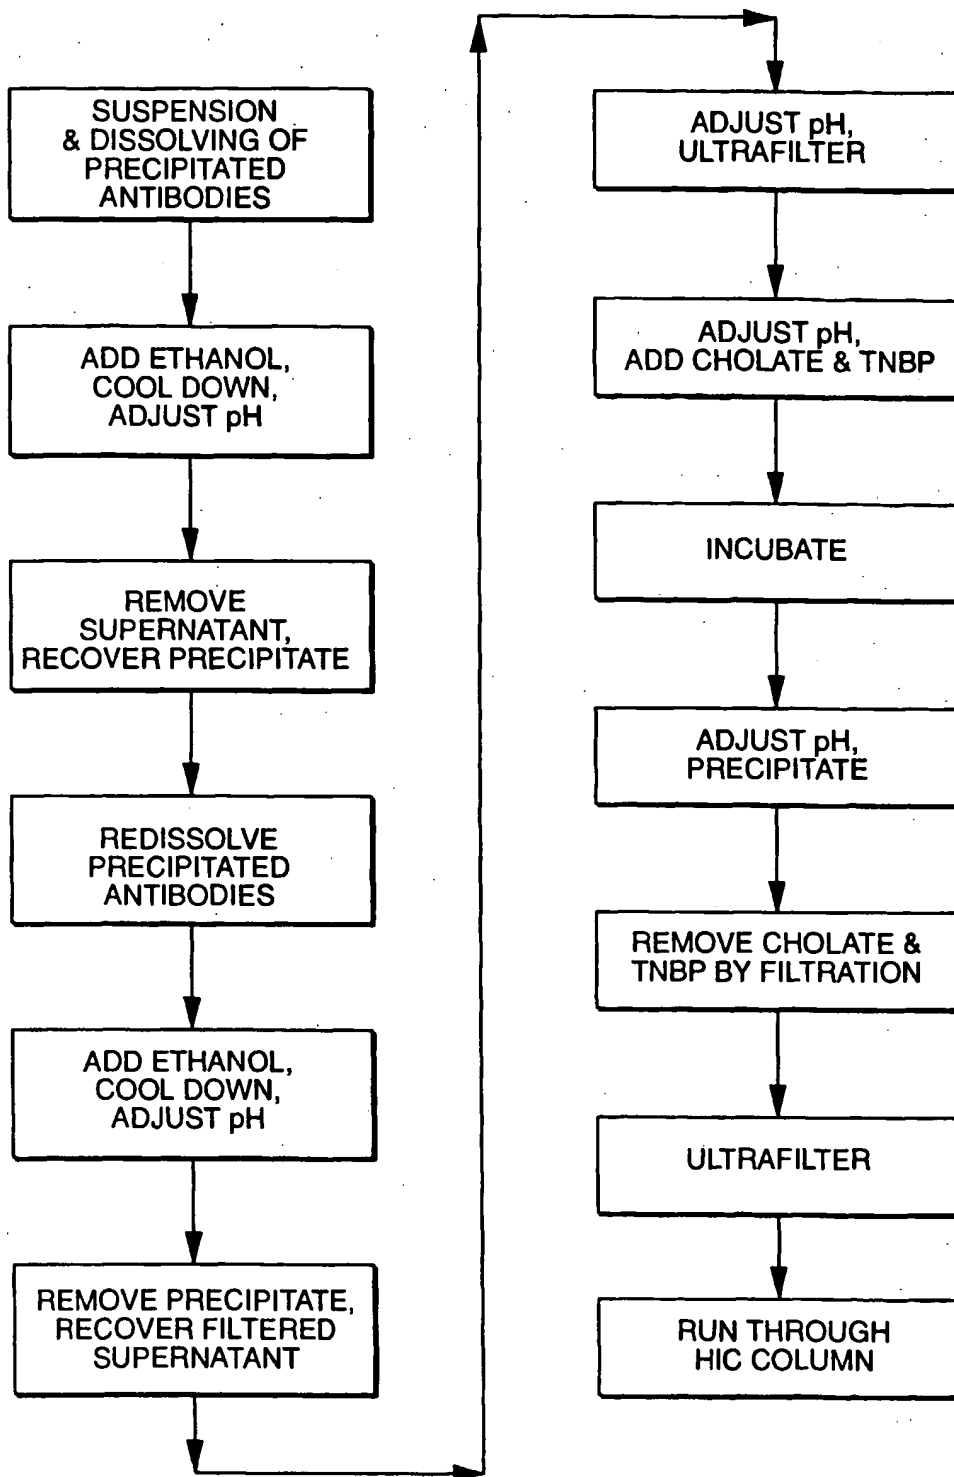 SUSPENSION
& DISSOLVING OF
PRECIPITATED
ANTIBODIES
ADD ETHANOL,
COOL DOWN,
ADJUST pH
REMOVE
SUPERNATANT,
RECOVER PRECIPITATE
REDISSOLVE
PRECIPITATED
ANTIBODIES
ADD ETHANOL,
COOL DOWN,
ADJUST pH
REMOVE PRECIPITATE,
RECOVER FILTERED
SUPERNATANT
ADJUST pH,
ULTRAFILTER
ADJUST pH,
ADD CHOLATE & TNBP
INCUBATE
ADJUST pH,
PRECIPITATE
REMOVE CHOLATE &
TNBP BY FILTRATION
ULTRAFILTER
RUN THROUGH
HIC COLUMN